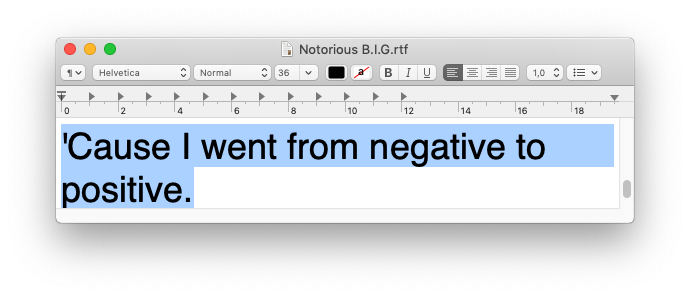 Notorious B.I.G.rtf
¶ Helvetica Normal 36 a B I U 1,0
0 2 4 6 8 10 12 14 16 18
'Cause I went from negative to
positive.